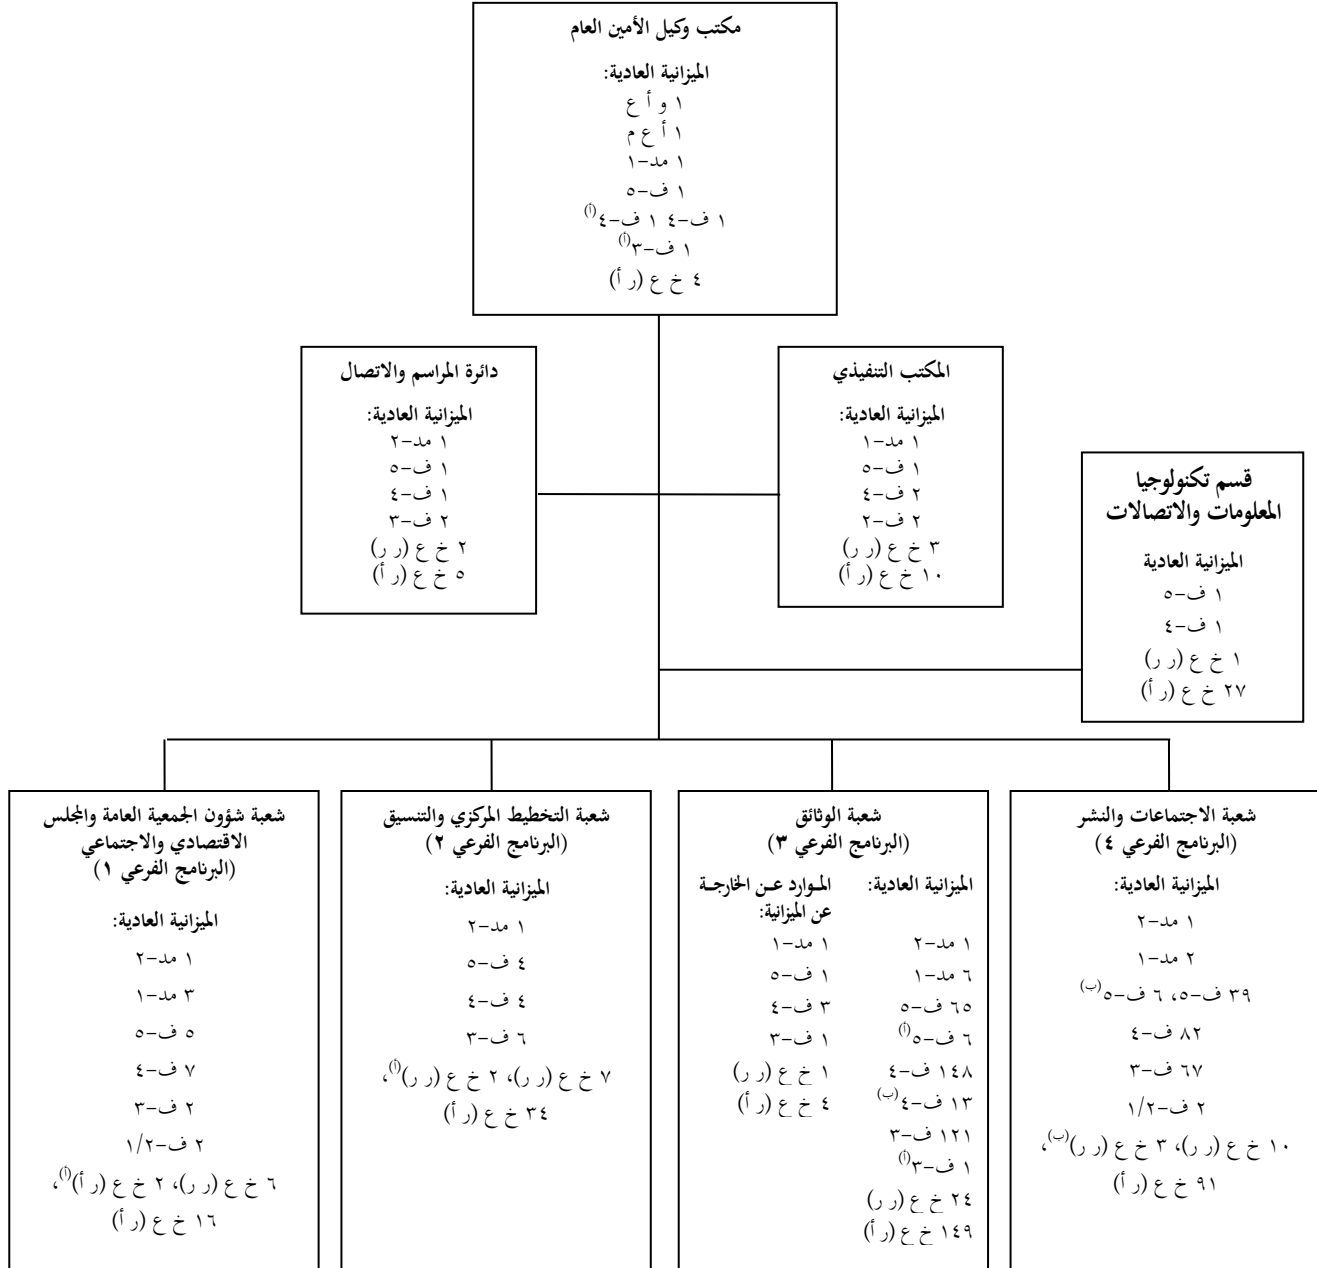 مكتب وكيل الأمين العام
الميزانية العادية:
١ و أ ع
١ أ ع م
١ مد-١
١ ف-٥
١ ف-٤ ١ ف-٤(أ)
١ ف-٣(أ)
٤ خ ع (ر أ)
المكتب التنفيذي
الميزانية العادية:
١ مد-١
١ ف-٥
٢ ف-٤
٢ ف-٢
٣ خ ع (ر ر)
١٠ خ ع (ر أ)
دائرة المراسم والاتصال
الميزانية العادية:
١ مد-٢
١ ف-٥
١ ف-٤
٢ ف-٣
٢ خ ع (ر ر)
٥ خ ع (ر أ)
قسم تكنولوجيا
المعلومات والاتصالات
الميزانية العادية
١ ف-٥
١ ف-٤
١ خ ع (ر ر)
٢٧ خ ع (ر أ)
شعبة الاجتماعات والنشر
(البرنامج الفرعي ٤)
الميزانية العادية:
١ مد-٢
٢ مد-١
٣٩ ف-٥، ٦ ف-٥(ب)
٨٢ ف-٤
٦٧ ف-٣
٢ ف-١/٢
١٠ خ ع (ر ر)، ٣ خ ع (ر ر)(ب)،
٩١ خ ع (ر أ)
شعبة الوثائق
(البرنامج الفرعي ٣)
الميزانية العادية:
١ مد-٢
٦ مد-١
٦٥ ف-٥
٦ ف-٥(أ)
١٤٨ ف-٤
١٣ ف-٤(ب)
١٢١ ف-٣
١ ف-٣(أ)
٢٤ خ ع (ر ر)
١٤٩ خ ع (ر أ)
المـوارد عـن الخارجـة
عن الميزانية:
١ مد-١
١ ف-٥
٣ ف-٤
١ ف-٣
١ خ ع (ر ر)
٤ خ ع (ر أ)
شعبة التخطيط المركزي والتنسيق
(البرنامج الفرعي ٢)
الميزانية العادية:
١ مد-٢
٤ ف-٥
٤ ف-٤
٦ ف-٣
٧ خ ع (ر ر)، ٢ خ ع (ر ر)(أ)،
٣٤ خ ع (ر أ)
شعبة شؤون الجمعية العامة والمجلس
الاقتصادي والاجتماعي
(البرنامج الفرعي ١)
الميزانية العادية:
١ مد-٢
٣ مد-١
٥ ف-٥
٧ ف-٤
٢ ف-٣
٢ ف-١/٢
٦ خ ع (ر ر)، ٢ خ ع (ر أ)(أ)،
١٦ خ ع (ر أ)